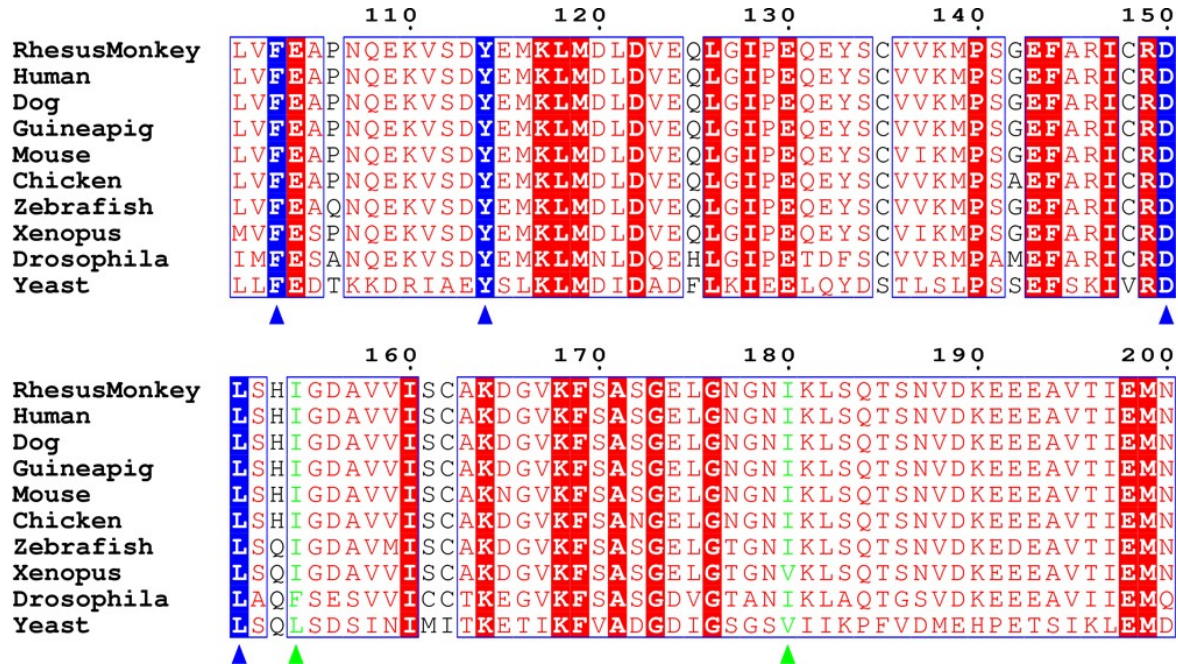 110 120 130 140 150
RhesusMonkey LVFEAPNQEKVSDYEMKLMDLDVEQLGIPEQEYSCVVKMPSGEFARICRD
Human LVFEAPNQEKVSDYEMKLMDLDVEQLGIPEQEYSCVVKMPSGEFARICRD
Dog LVFEAPNQEKVSDYEMKLMDLDVEQLGIPEQEYSCVVKMPSGEFARICRD
Guineapig LVFEAPNQEKVSDYEMKLMDLDVEQLGIPEQEYSCVVKMPSGEFARICRD
Mouse LVFEAPNQEKVSDYEMKLMDLDVEQLGIPEQEYSCVIKMPSGEFARICRD
Chicken LVFEAPNQEKVSDYEMKLMDLDVEQLGIPEQEYSCVVKMPSAEFARICRD
Zebrafish LVFEAQNQEKVSDYEMKLMDLDVEQLGIPEQEYSCVVKMPSGEFARICRD
Xenopus MVFESPNQEKVSDYEMKLMDLDVEQLGIPEQEYSCVIKMPSGEFARICRD
Drosophila IMFESANQEKVSDYEMKLMNLDQEHLGIPETDFSCVVRMPAMEFARICRD
Yeast LLFEDTKKDRIAEYSLKLMDIDADFLKIEELQYDSTLSLPSSEFSKIVRD
160 170 180 190 200
RhesusMonkey LSHIGDAVVISCAKDGVKFSASGELGNGNIKLSQTSNVDKEEEAVTIEMN
Human LSHIGDAVVISCAKDGVKFSASGELGNGNIKLSQTSNVDKEEEAVTIEMN
Dog LSHIGDAVVISCAKDGVKFSASGELGNGNIKLSQTSNVDKEEEAVTIEMN
Guineapig LSHIGDAVVISCAKDGVKFSASGELGNGNIKLSQTSNVDKEEEAVTIEMN
Mouse LSHIGDAVVISCAKNGVKFSASGELGNGNIKLSQTSNVDKEEEAVTIEMN
Chicken LSHIGDAVVISCAKDGVKFSANGELGNGNIKLSQTSNVDKEEEAVTIEMN
Zebrafish LSQIGDAVMISCAKDGVKFSASGELGTGNIKLSQTSNVDKEDEAVTIEMN
Xenopus LSQIGDAVVISCAKDGVKFSASGELGTGNVKLSQTSNVDKEEEAVTIEMN
Drosophila LAQFSESVVICCTKEGVKFSASGDVGTANIKLAQTGSVDKEEEAVIIEMQ
Yeast LSQLSDSINIMITKETIKFVADGDIGSGSVIIKPFVDMEHPETSIKLEMD